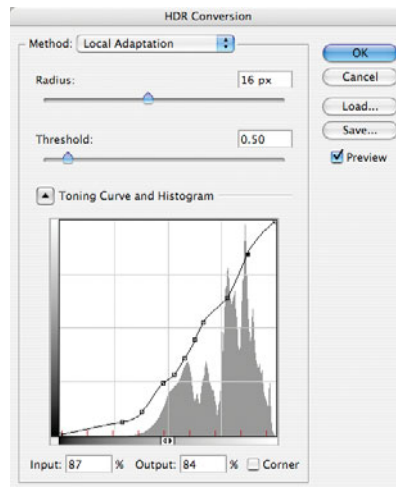 HDR Conversion
Method: Local Adaptation
OK
Cancel
Load...
Save...
Preview
Radius: 16 px
Threshold: 0.50
Toning Curve and Histogram
Input: 87 % Output: 84 % Corner